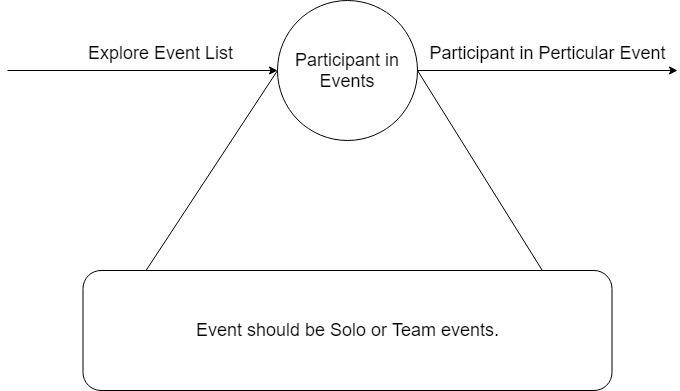 Explore Event List
Participant in
Events
Participant in Perticular Event
Event should be Solo or Team events.